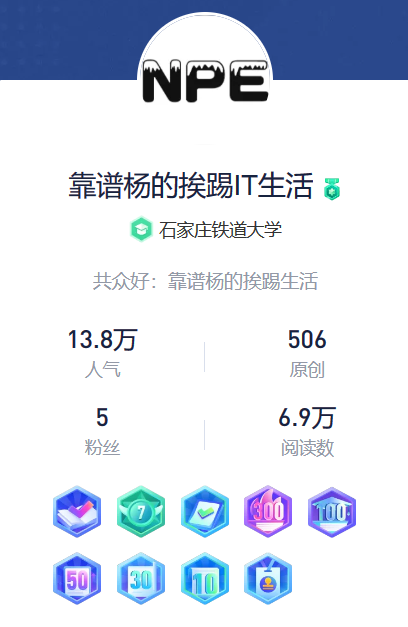 NPE
靠谱杨的挨踢IT生活
石家庄铁道大学
共众好：靠谱杨的挨踢生活
13.8万
506
人气
原创
5
6.9万
粉丝
阅读数
7
300
100
50
30
10